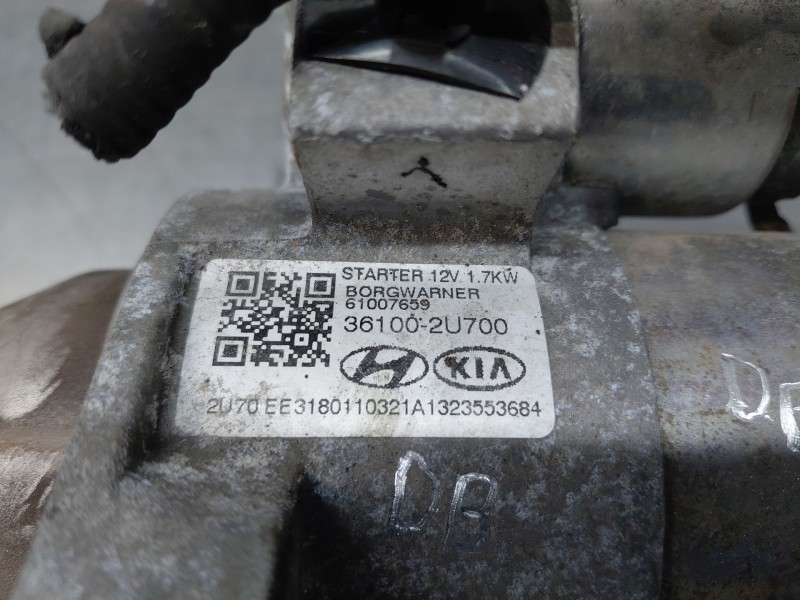 STARTER 12V 1.7KW
BORGWARNER
61007659
36100-2U700
KIA
2U70 EE3180110321A1323553684
DB